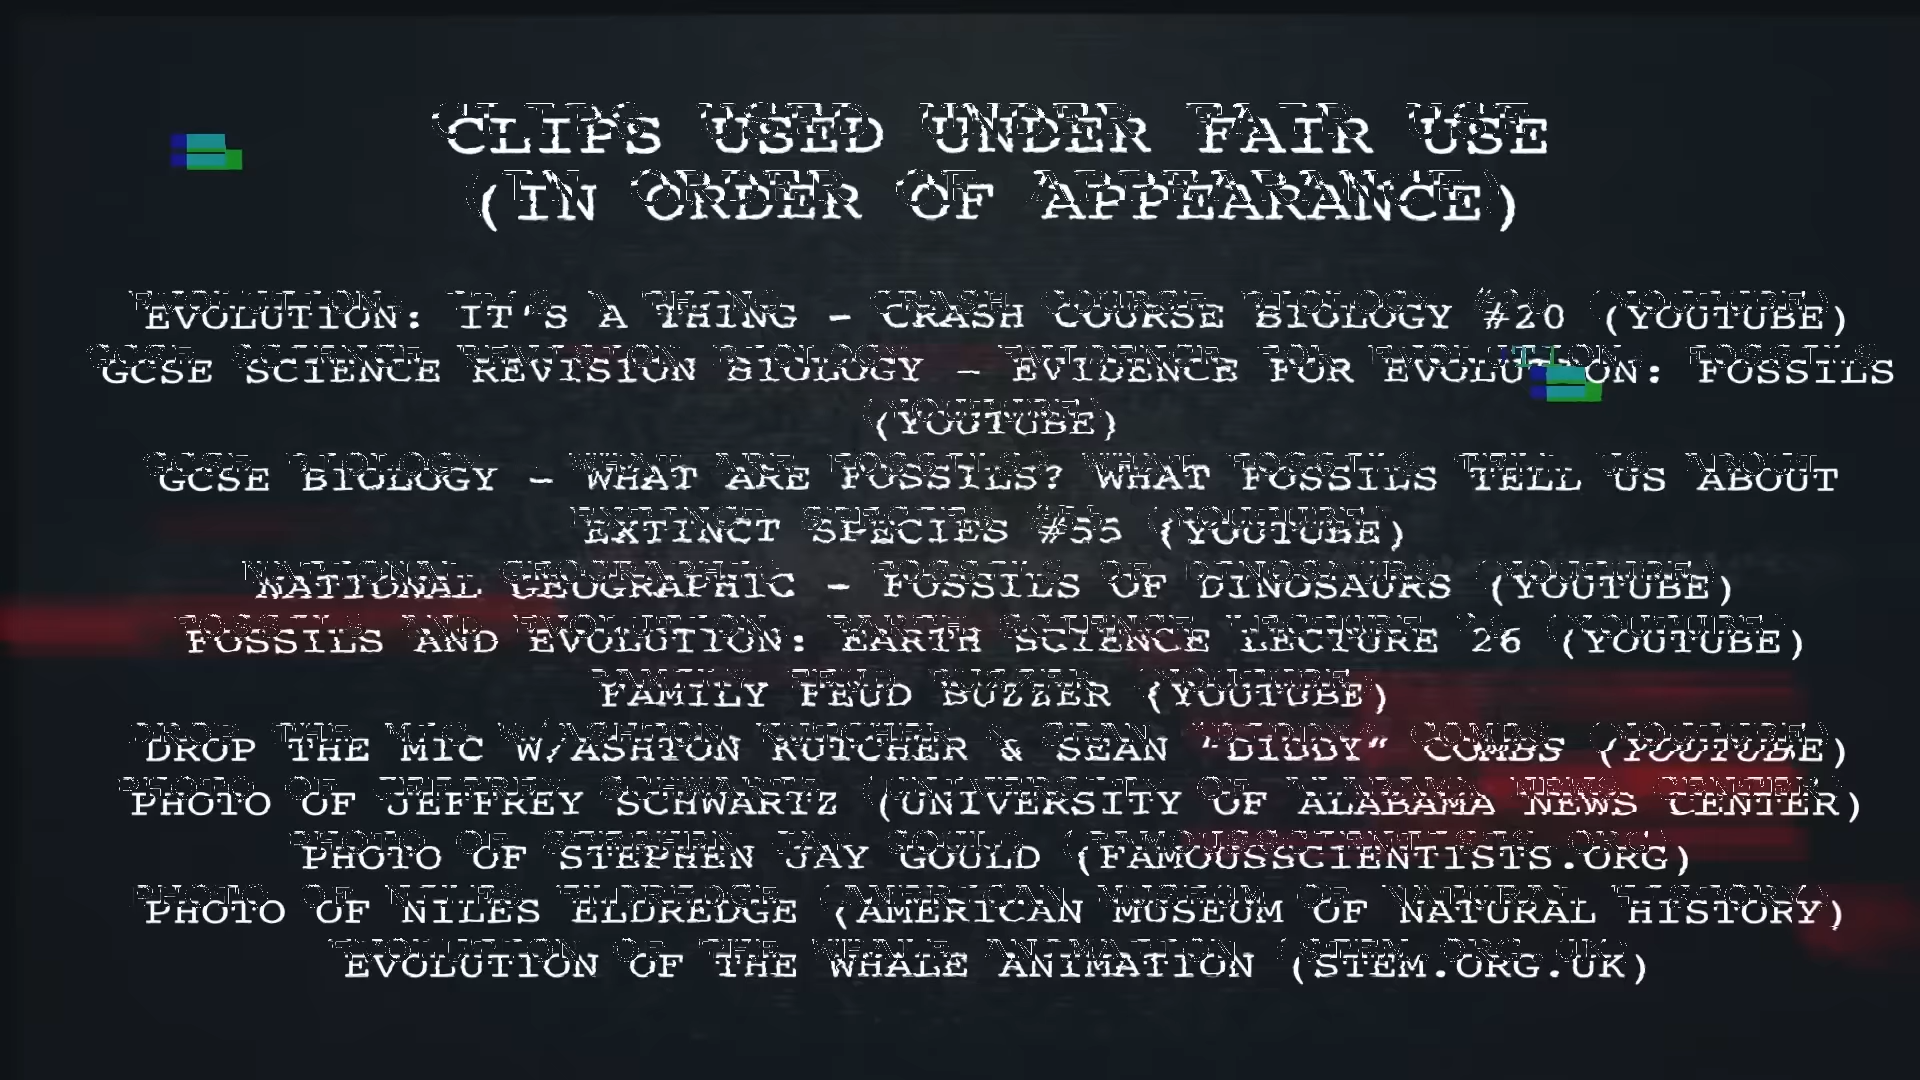 CLIPS USED UNDER FAIR USE
(IN ORDER OF APPEARANCE)
EVOLUTION: IT'S A THING - CRASH COURSE BIOLOGY #20 (YOUTUBE)
GCSE SCIENCE REVISION BIOLOGY - EVIDENCE FOR EVOLUTION: FOSSILS
(YOUTUBE)
GCSE BIOLOGY - WHAT ARE FOSSILS? WHAT FOSSILS TELL US ABOUT
EXTINCT SPECIES #55 (YOUTUBE)
NATIONAL GEOGRAPHIC - FOSSILS OF DINOSAURS (YOUTUBE)
FOSSILS AND EVOLUTION: EARTH SCIENCE LECTURE 26 (YOUTUBE)
FAMILY FEUD BUZZER (YOUTUBE)
DROP THE MIC W/ASHTON KUTCHER & SEAN "DIDDY" COMBS (YOUTUBE)
PHOTO OF JEFFREY SCHWARTZ (UNIVERSITY OF ALABAMA NEWS CENTER)
PHOTO OF STEPHEN JAY GOULD (FAMOUSSCIENTISTS.ORG)
PHOTO OF NILES ELDREDGE (AMERICAN MUSEUM OF NATURAL HISTORY)
EVOLUTION OF THE WHALE ANIMATION (STEM.ORG.UK)